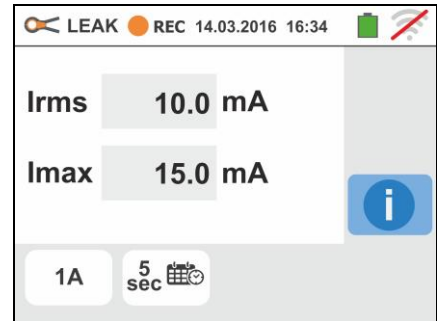 LEAK REC 14.03.2016 16:34
Irms 10.0 mA
Imax 15.0 mA
i
1A 5 sec